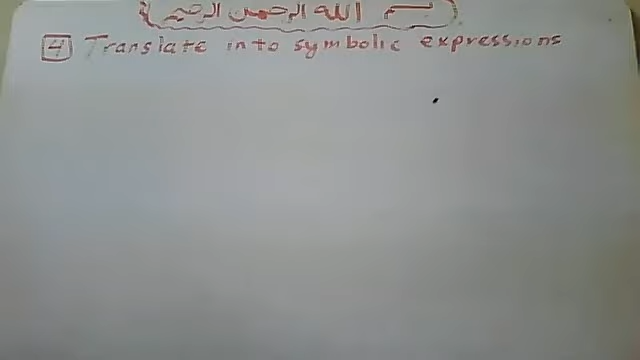 بسم الله الرحمن الرحيم
4 Translate into symbolic expressions